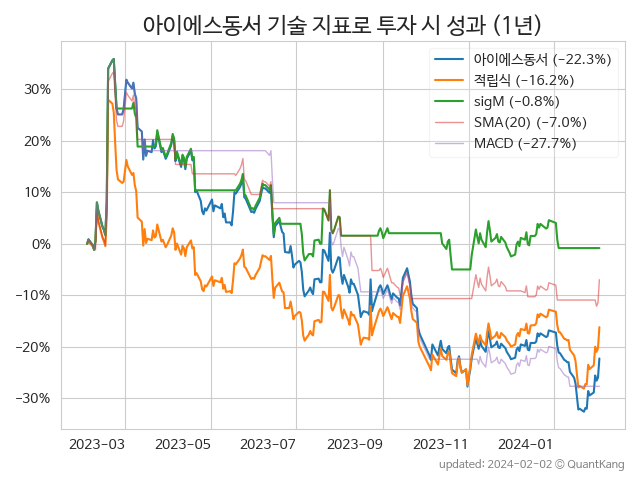 아이에스동서 기술 지표로 투자 시 성과 (1년)
아이에스동서 (−22.3%)
적립식 (−16.2%)
sigM (−0.8%)
SMA(20) (−7.0%)
MACD (−27.7%)
30%
20%
10%
0%
−10%
−20%
−30%
2023−03
2023−05
2023−07
2023−09
2023−11
2024−01
updated: 2024−02−02 © QuantKang